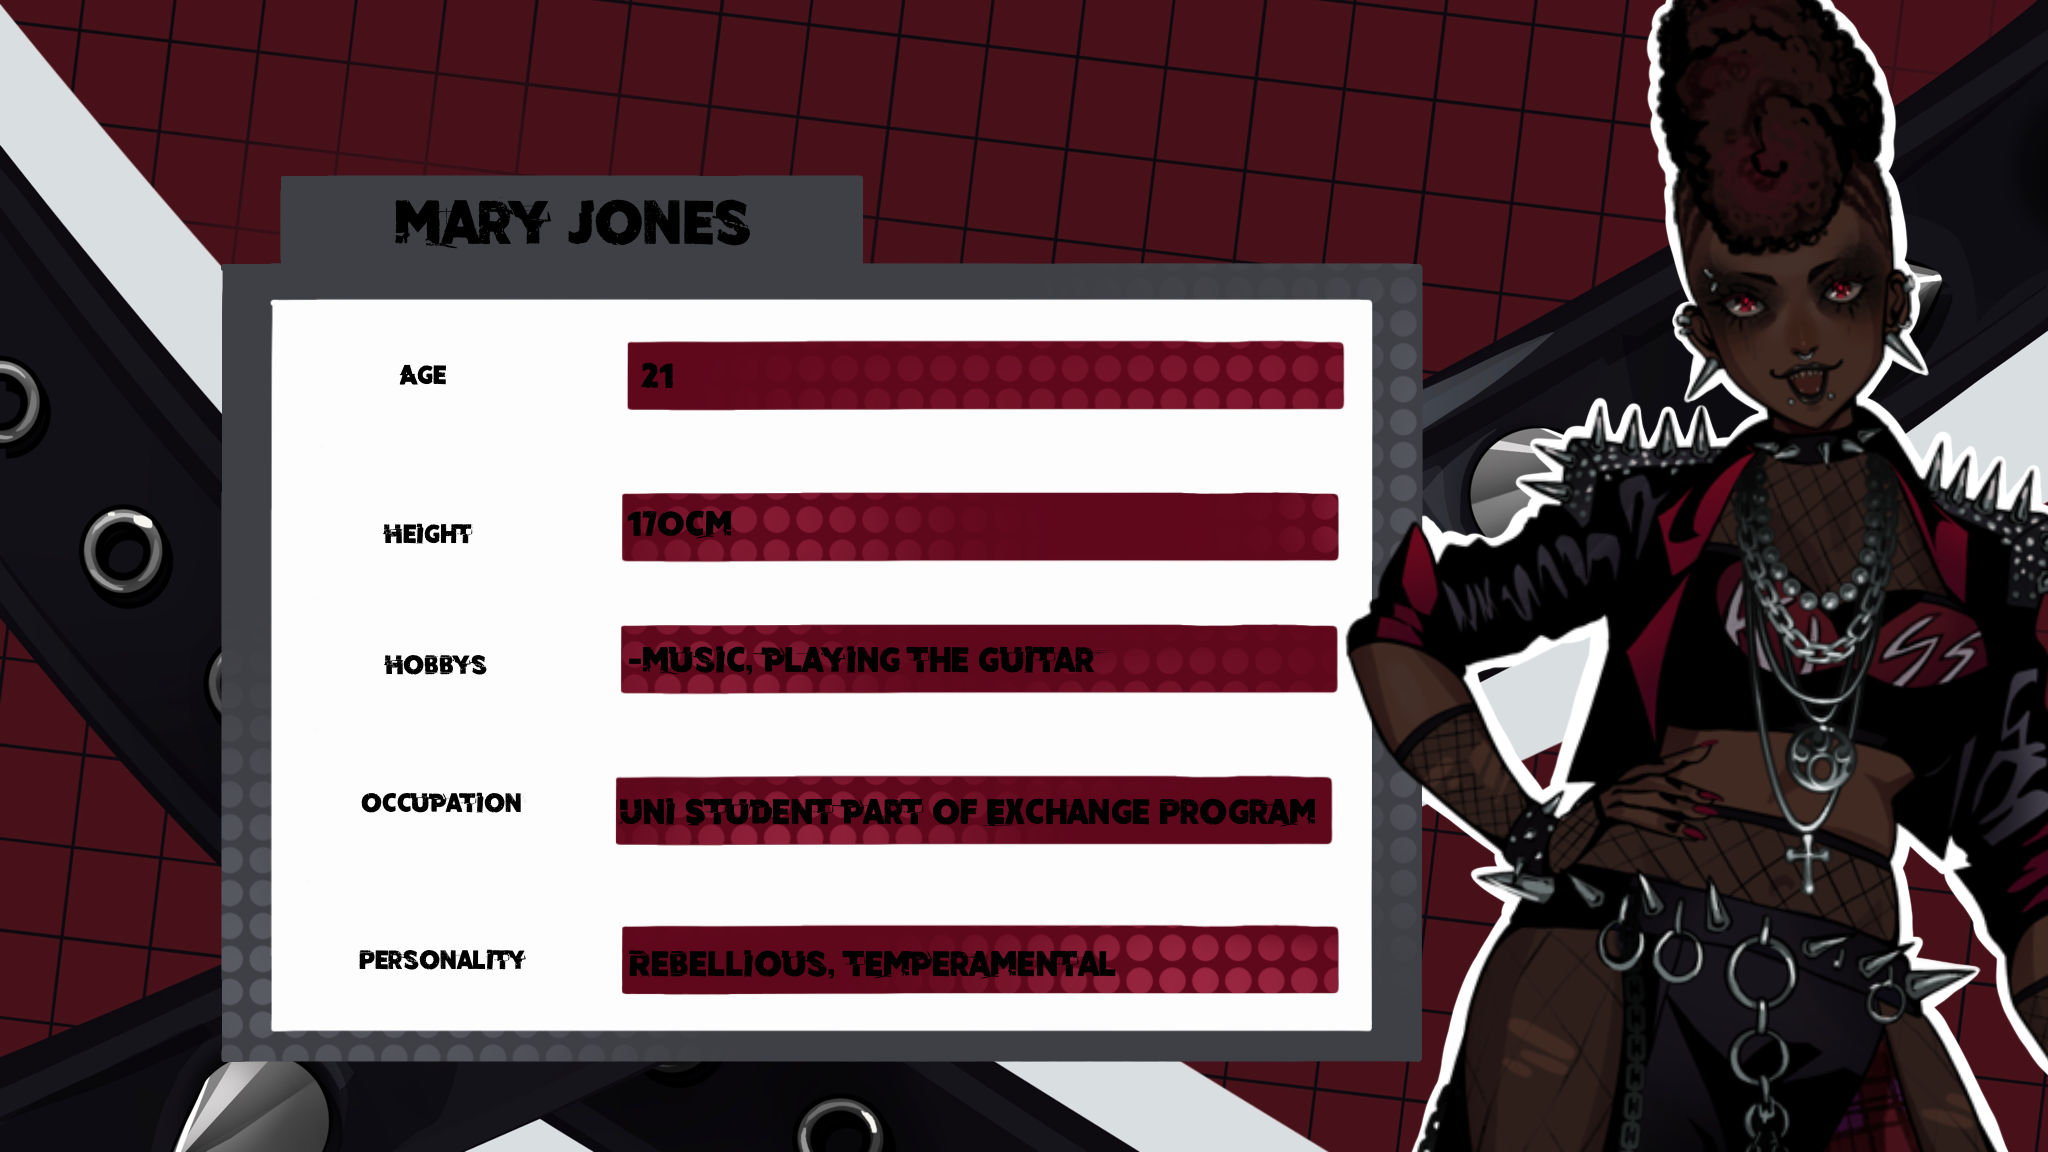 MARY JONES
AGE
21
HEIGHT
170CM
HOBBYS
-MUSIC, PLAYING THE GUITAR
OCCUPATION
UNI STUDENT PART OF EXCHANGE PROGRAM
PERSONALITY
REBELLIOUS, TEMPERAMENTAL